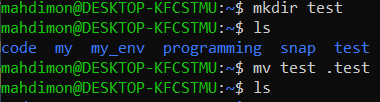 mahdimon@DESKTOP-KFCSTMU:~$ mkdir test
mahdimon@DESKTOP-KFCSTMU:~$ ls
code  my  my_env  programming  snap  test
mahdimon@DESKTOP-KFCSTMU:~$ mv test .test
mahdimon@DESKTOP-KFCSTMU:~$ ls